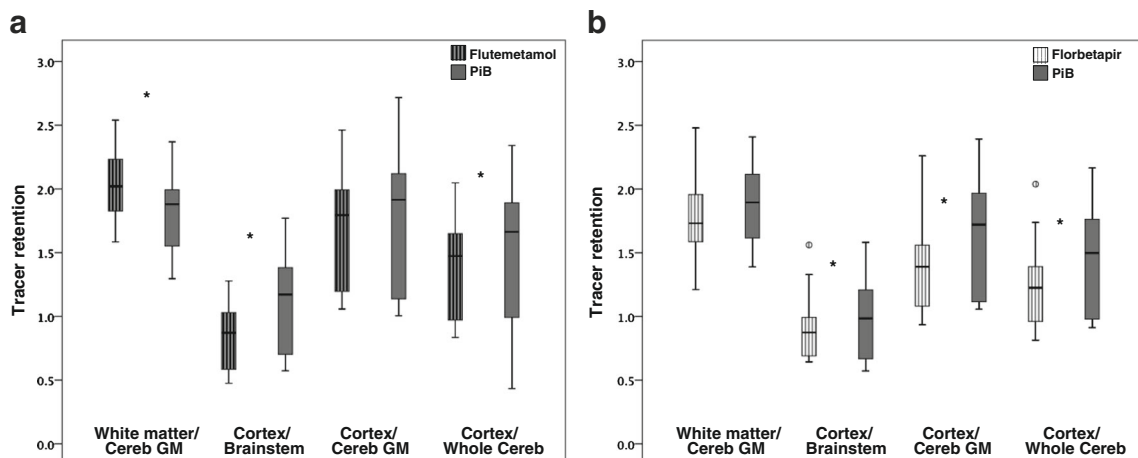 a
Flutemetamol
PiB
Tracer retention
3.0
2.5
2.0
1.5
1.0
0.5
0.0
*
*
*
White matter/
Cereb GM
Cortex/
Brainstem
Cortex/
Cereb GM
Cortex/
Whole Cereb
b
Florbetapir
PiB
Tracer retention
3.0
2.5
2.0
1.5
1.0
0.5
0.0
*
*
*
White matter/
Cereb GM
Cortex/
Brainstem
Cortex/
Cereb GM
Cortex/
Whole Cereb